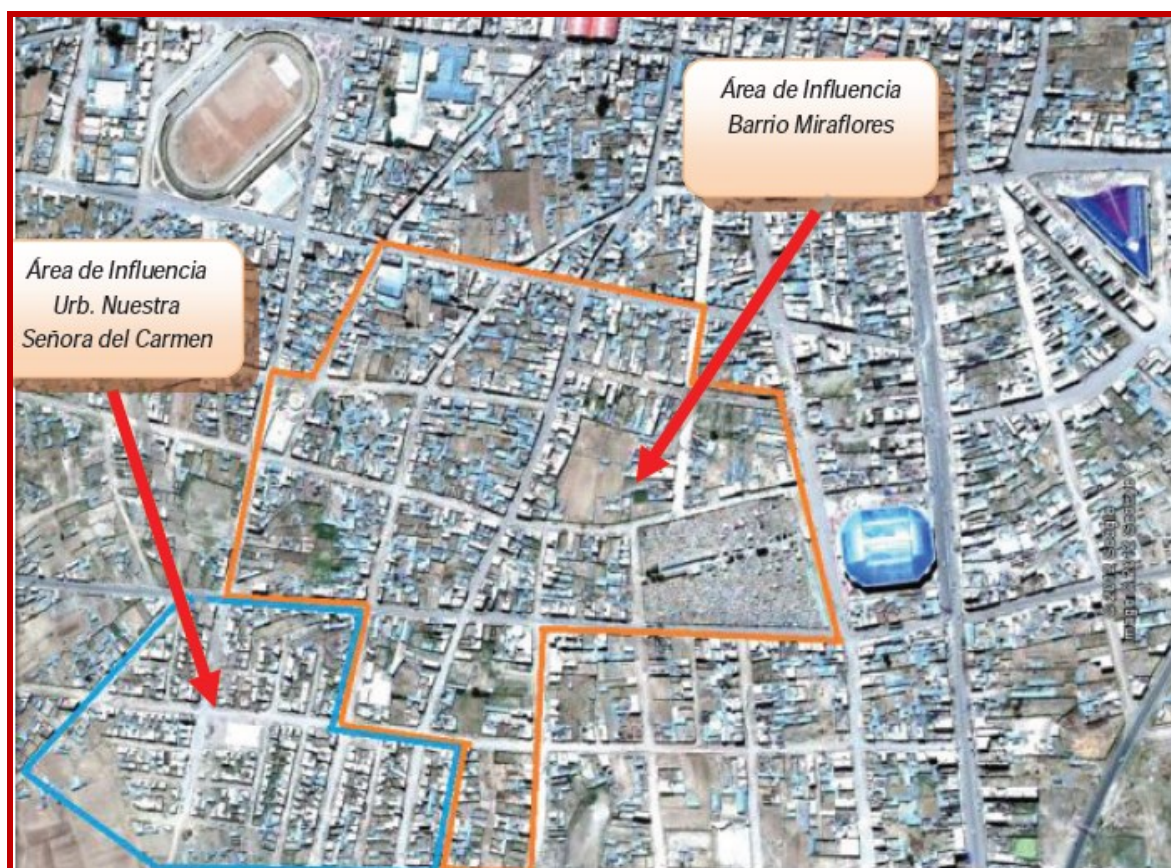 Área de Influencia
Barrio Miraflores
Área de Influencia
Urb. Nuestra
Señora del Carmen